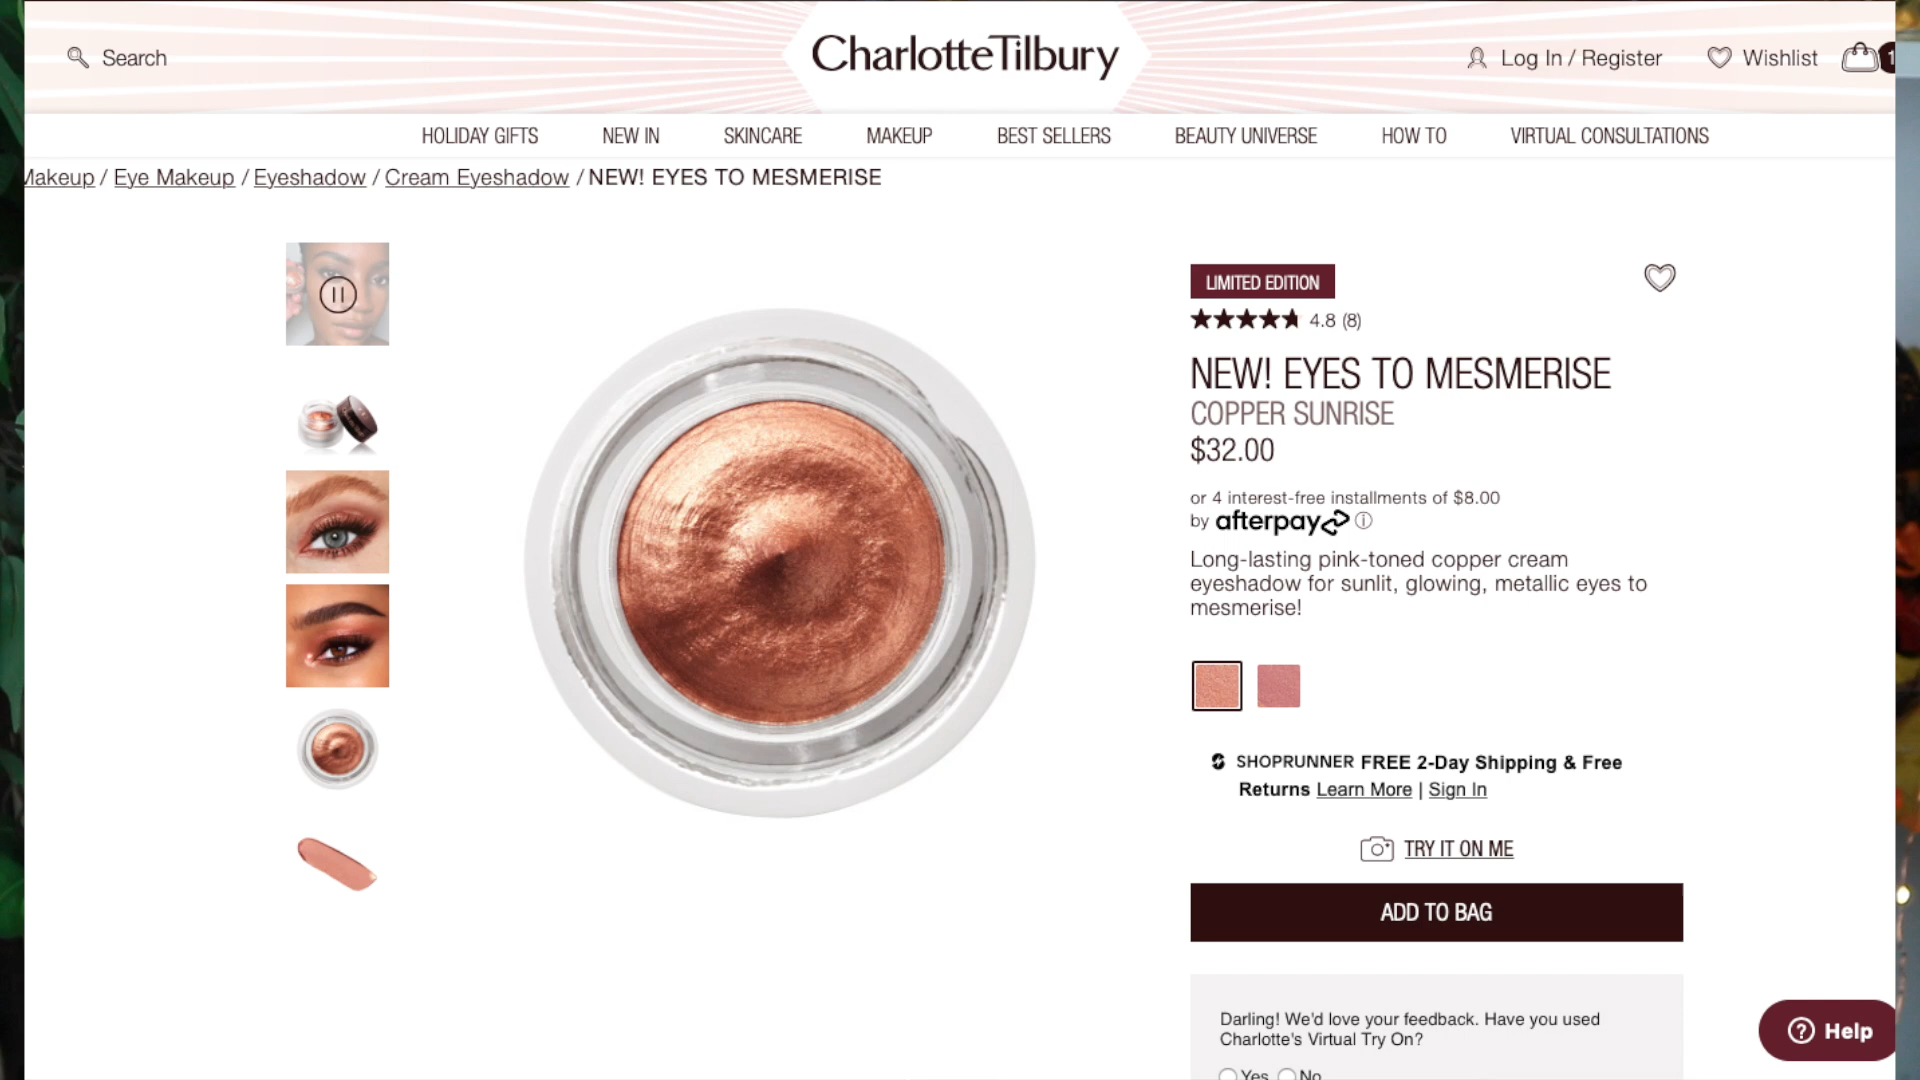 Search
CharlotteTilbury
Log In / Register
Wishlist
1
HOLIDAY GIFTS
NEW IN
SKINCARE
MAKEUP
BEST SELLERS
BEAUTY UNIVERSE
HOW TO
VIRTUAL CONSULTATIONS
Makeup / Eye Makeup / Eyeshadow / Cream Eyeshadow / NEW! EYES TO MESMERISE
LIMITED EDITION
4.8 (8)
NEW! EYES TO MESMERISE
COPPER SUNRISE
$32.00
or 4 interest-free installments of $8.00
by afterpay
Long-lasting pink-toned copper cream
eyeshadow for sunlit, glowing, metallic eyes to
mesmerise!
SHOPRUNNER FREE 2-Day Shipping & Free
Returns Learn More | Sign In
TRY IT ON ME
ADD TO BAG
Darling! We'd love your feedback. Have you used
Charlotte's Virtual Try On?
Yes No
Help